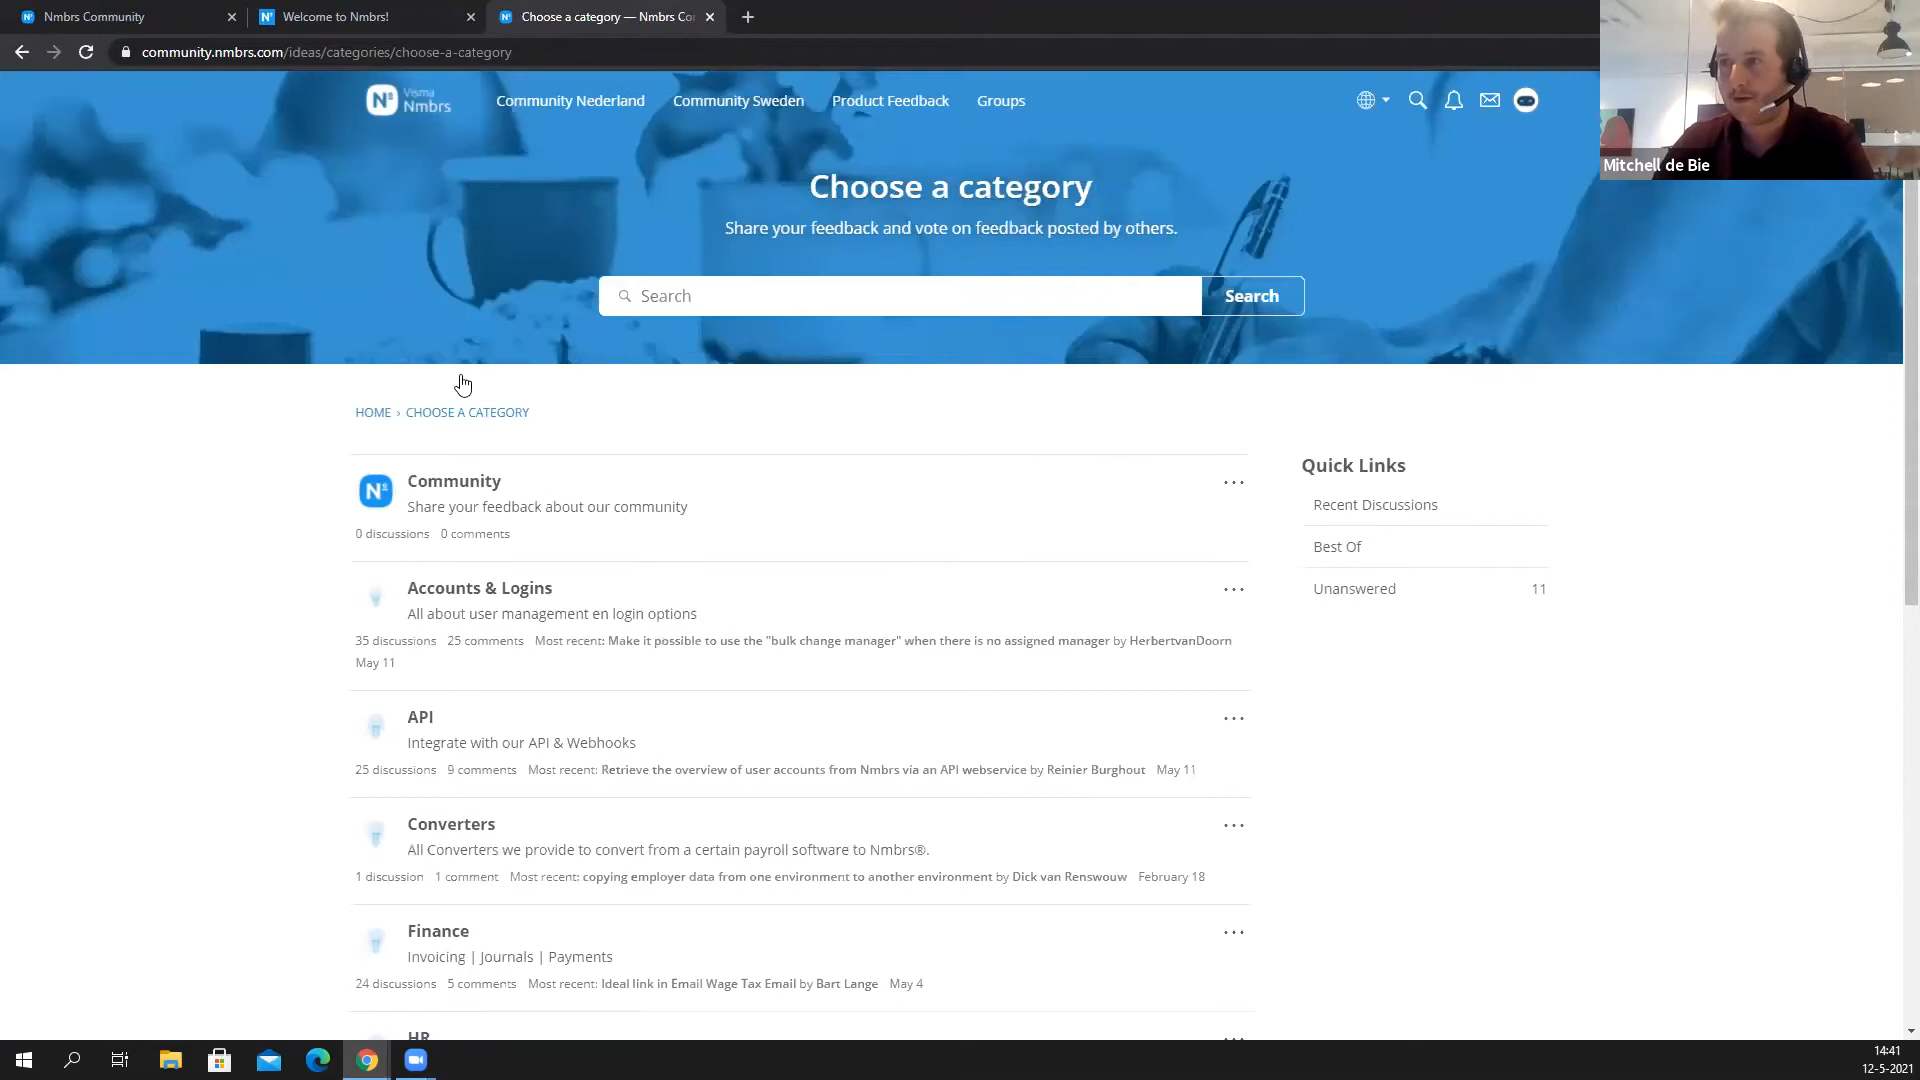 Nmbrs Community
Welcome to Nmbrs!
Choose a category — Nmbrs Co
community.nmbrs.com/ideas/categories/choose-a-category
Visma
Nmbrs
Community Nederland
Community Sweden
Product Feedback
Groups
Mitchell de Bie
Choose a category
Share your feedback and vote on feedback posted by others.
Search
Search
HOME › CHOOSE A CATEGORY
Community
Share your feedback about our community
0 discussions 0 comments
Accounts & Logins
All about user management en login options
35 discussions 25 comments Most recent: Make it possible to use the "bulk change manager" when there is no assigned manager by HerbertvanDoorn
May 11
API
Integrate with our API & Webhooks
25 discussions 9 comments Most recent: Retrieve the overview of user accounts from Nmbrs via an API webservice by Reinier Burghout May 11
Converters
All Converters we provide to convert from a certain payroll software to Nmbrs®.
1 discussion 1 comment Most recent: copying employer data from one environment to another environment by Dick van Renswouw February 18
Finance
Invoicing | Journals | Payments
24 discussions 5 comments Most recent: Ideal link in Email Wage Tax Email by Bart Lange May 4
HR
Quick Links
Recent Discussions
Best Of
Unanswered 11
14:41
12-5-2021